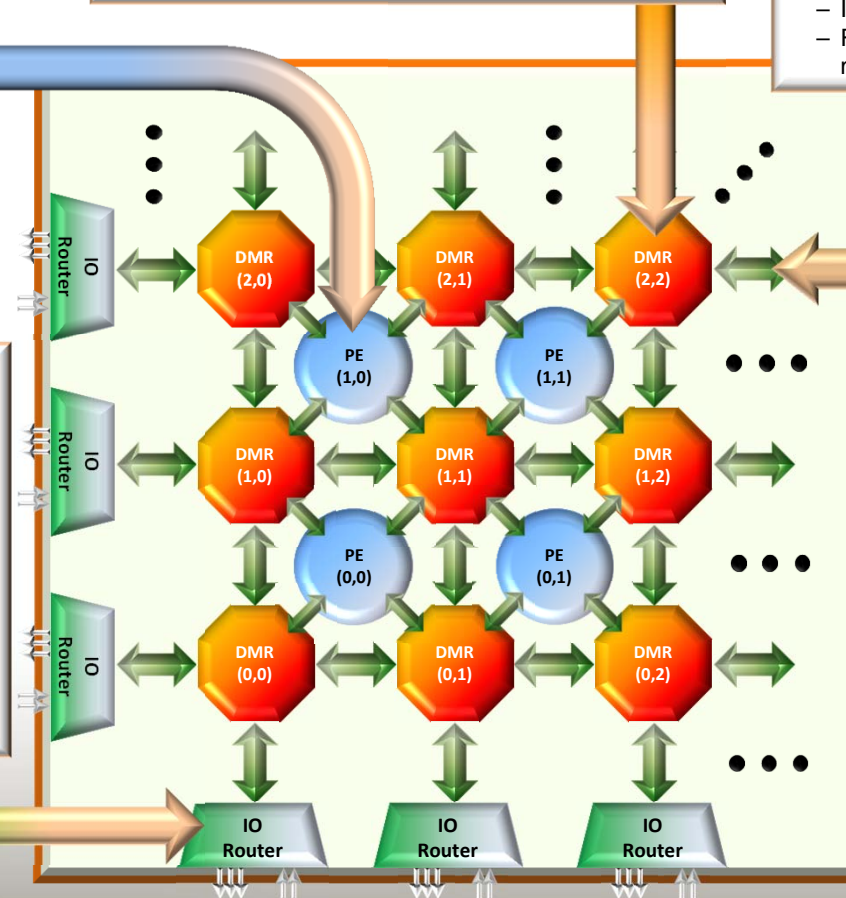 DMR
(2,0)
DMR
(2,1)
DMR
(2,2)
IO
Router
PE
(1,0)
PE
(1,1)
IO
Router
DMR
(1,0)
DMR
(1,1)
DMR
(1,2)
PE
(0,0)
PE
(0,1)
IO
Router
DMR
(0,0)
DMR
(0,1)
DMR
(0,2)
IO
Router
IO
Router
IO
Router